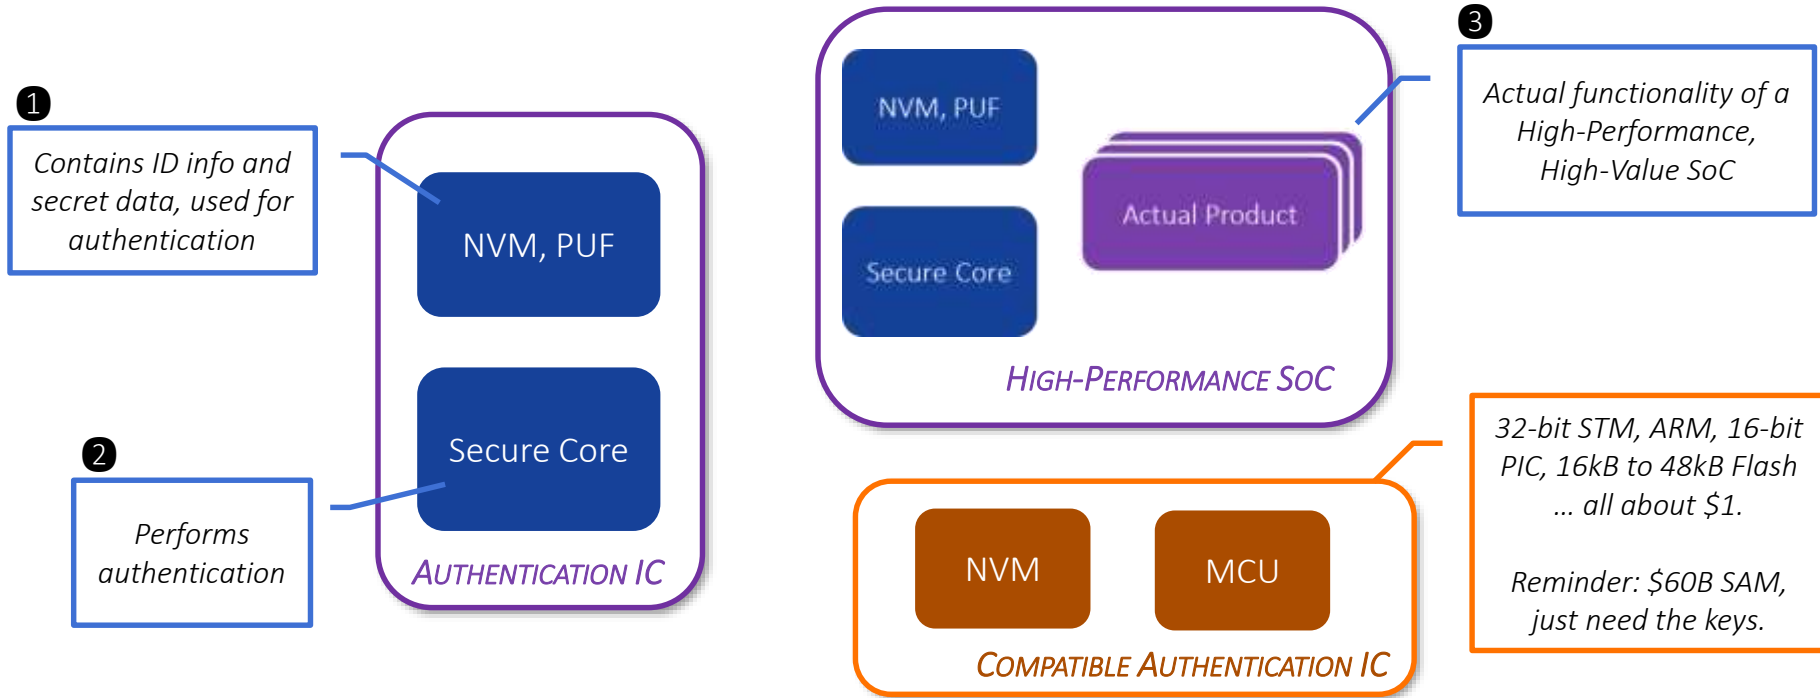 1
Contains ID info and
secret data, used for
authentication
NVM, PUF
Secure Core
AUTHENTICATION IC
2
Performs
authentication
NVM, PUF
Secure Core
Actual Product
HIGH-PERFORMANCE SOC
3
Actual functionality of a
High-Performance,
High-Value SoC
NVM
MCU
COMPATIBLE AUTHENTICATION IC
32-bit STM, ARM, 16-bit
PIC, 16kB to 48kB Flash
... all about $1.
Reminder: $60B SAM,
just need the keys.